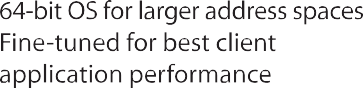 64-bit OS for larger address spaces
Fine-tuned for best client
application performance